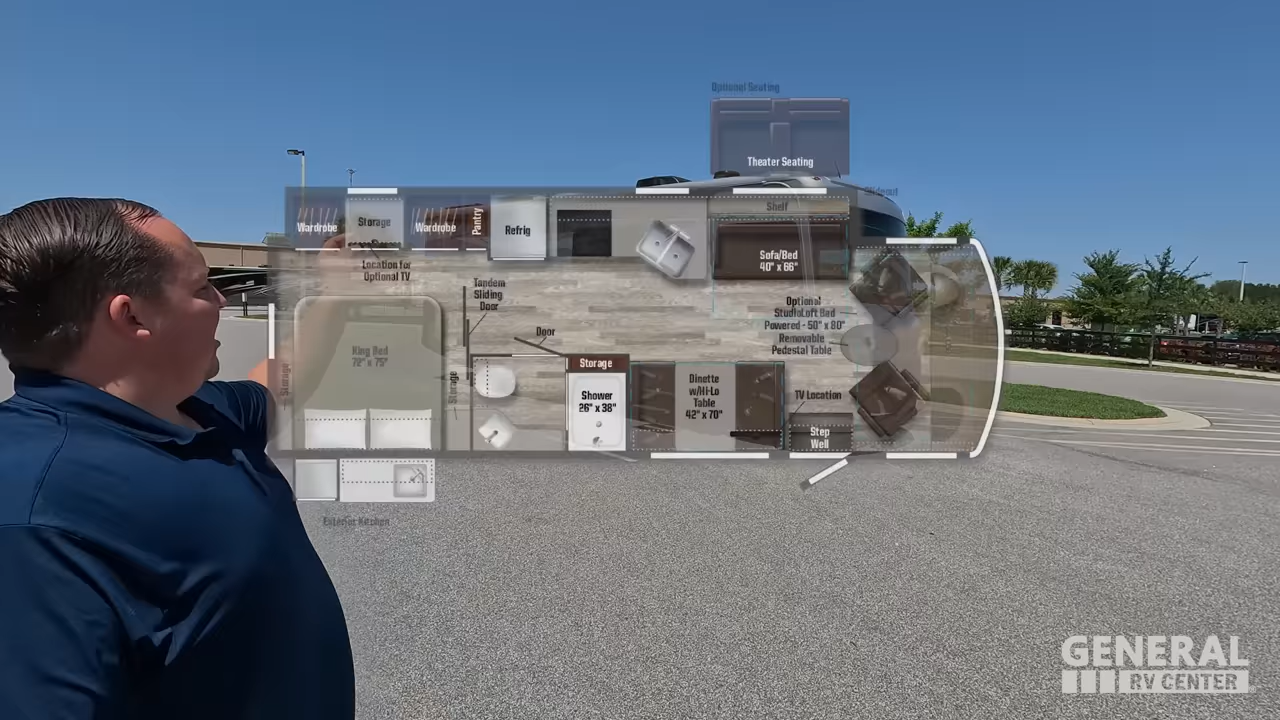 Optional Seating
Theater Seating
Slideout
Wardrobe
Storage
Wardrobe
Pantry
Refrig
Shelf
Sofa/Bed
40" x 66"
Location for
Optional TV
Tandem
Sliding
Door
Door
Optional
StudioLoft Bed
Powered - 50" x 80"
Removable
Pedestal Table
King Bed
72" x 75"
Storage
Storage
Storage
Shower
26" x 38"
Dinette
w/Hi-Lo
Table
42" x 70"
TV Location
Step
Well
Exterior Kitchen
GENERAL
RV CENTER